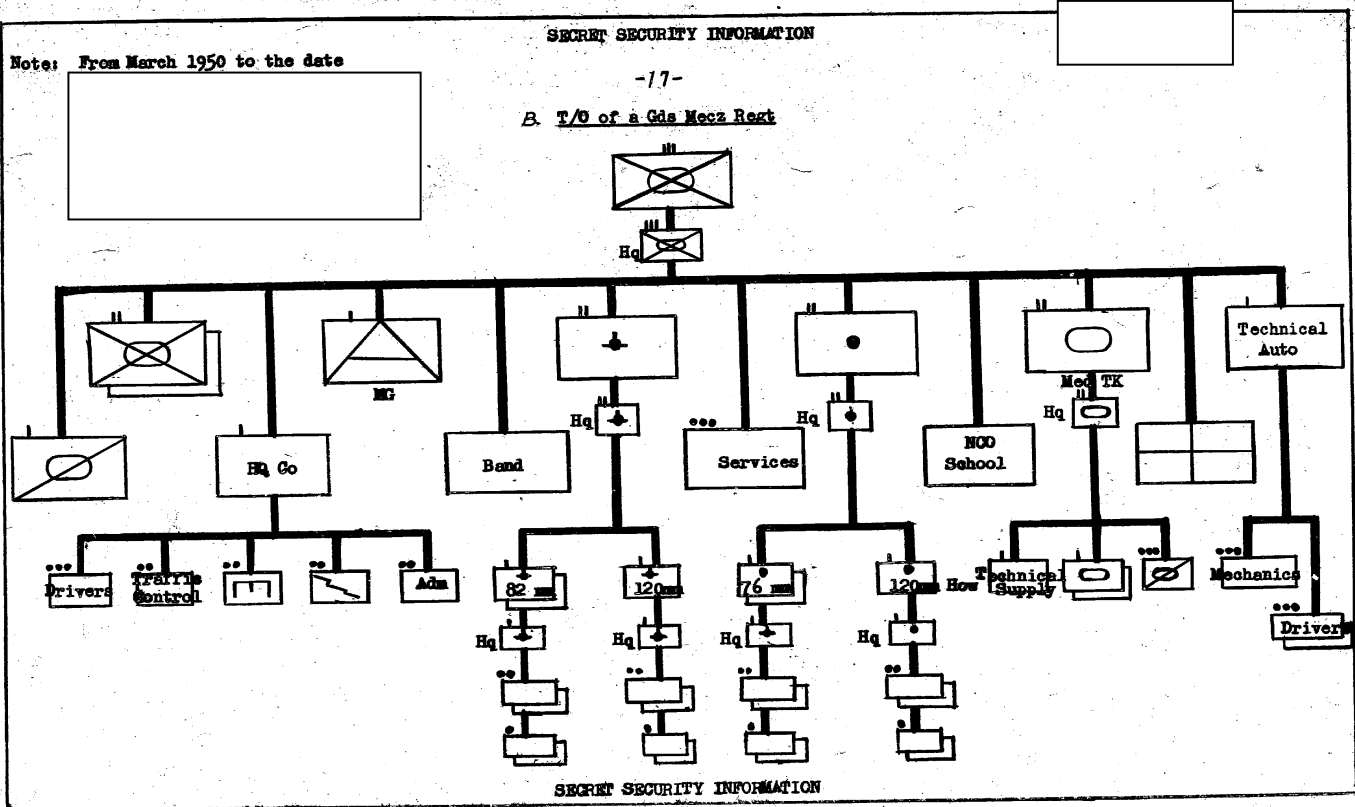 SECRET SECURITY INFORMATION
Note: From March 1950 to the date
-17-
B. T/O of a Gds Mecz Regt
Hq
Technical
Auto
MG
Med TK
Hq
Hq
Hq
HQ Co
Band
Services
NCO
School
Drivers
Traffic
Control
Adm
82 mm
120mm
76 mm
120mm How
Technical
Supply
Mechanics
Drivers
Hq
Hq
Hq
Hq
SECRET SECURITY INFORMATION